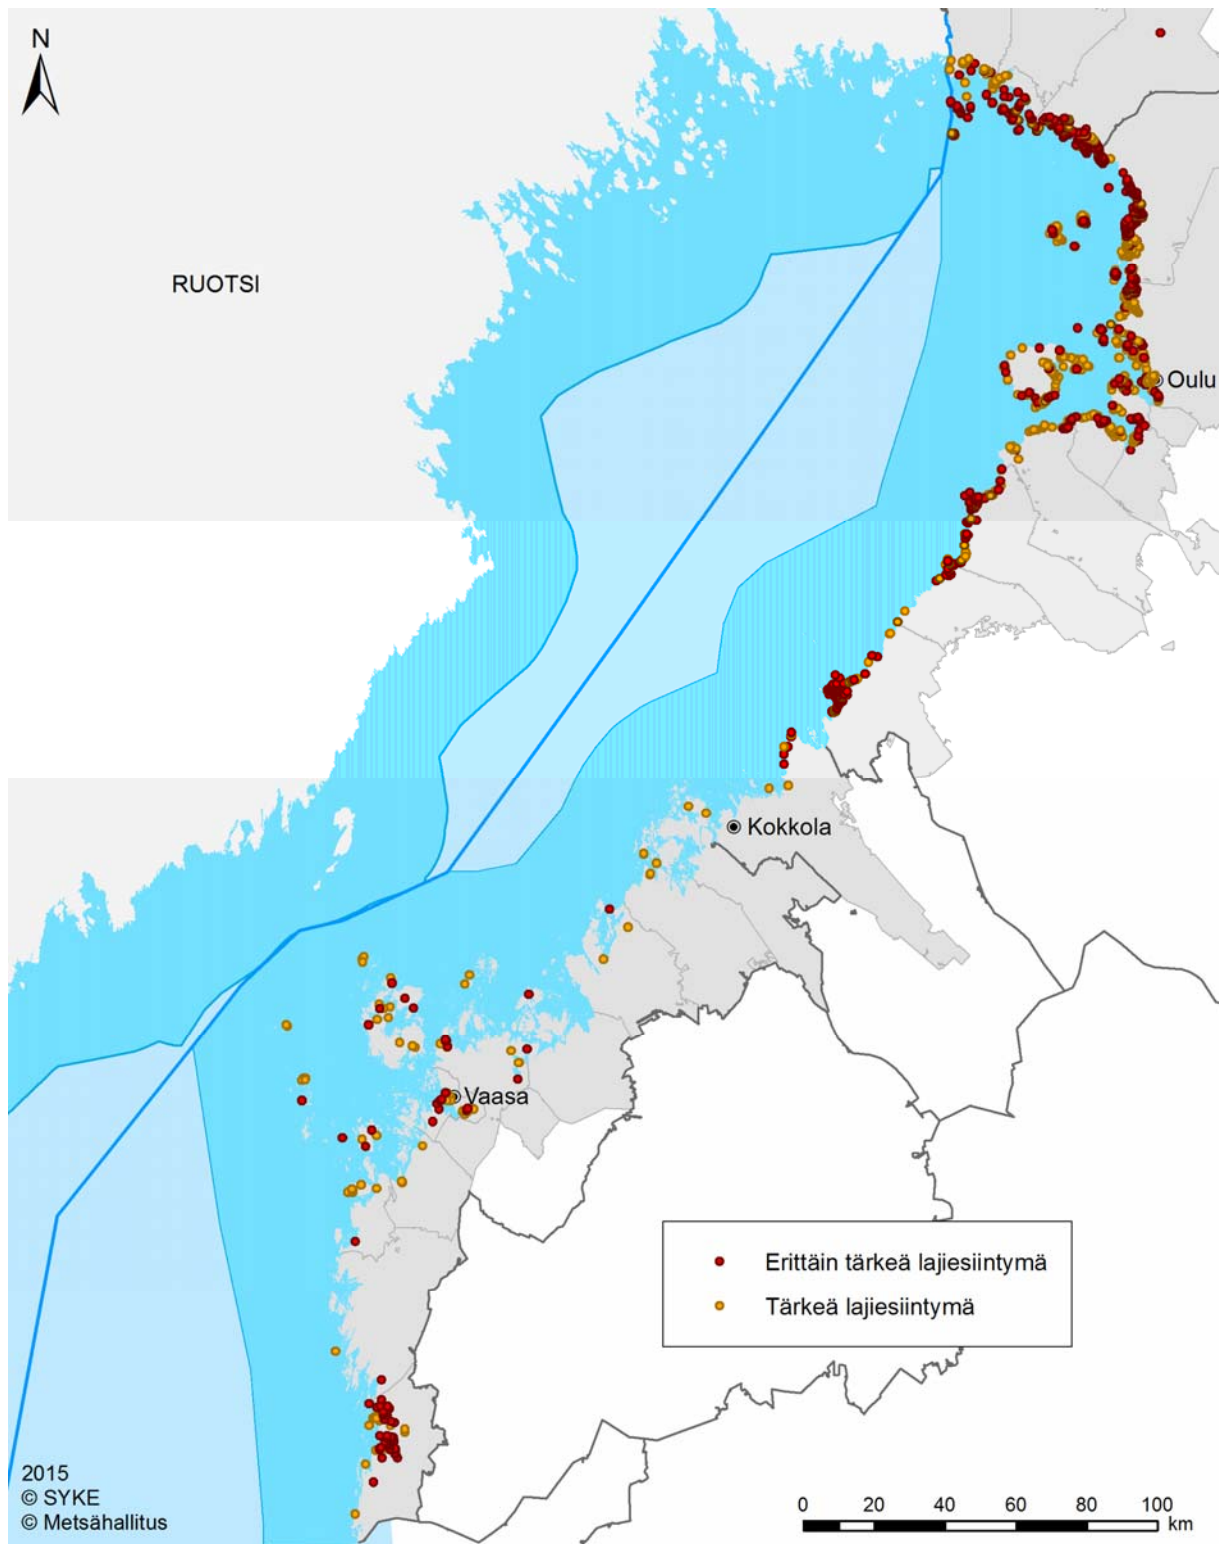 N
RUOTSI
Oulu
Kokkola
Vaasa
Erittäin tärkeä lajiesiintymä
Tärkeä lajiesiintymä
2015
© SYKE
© Metsähallitus
0 20 40 60 80 100
km